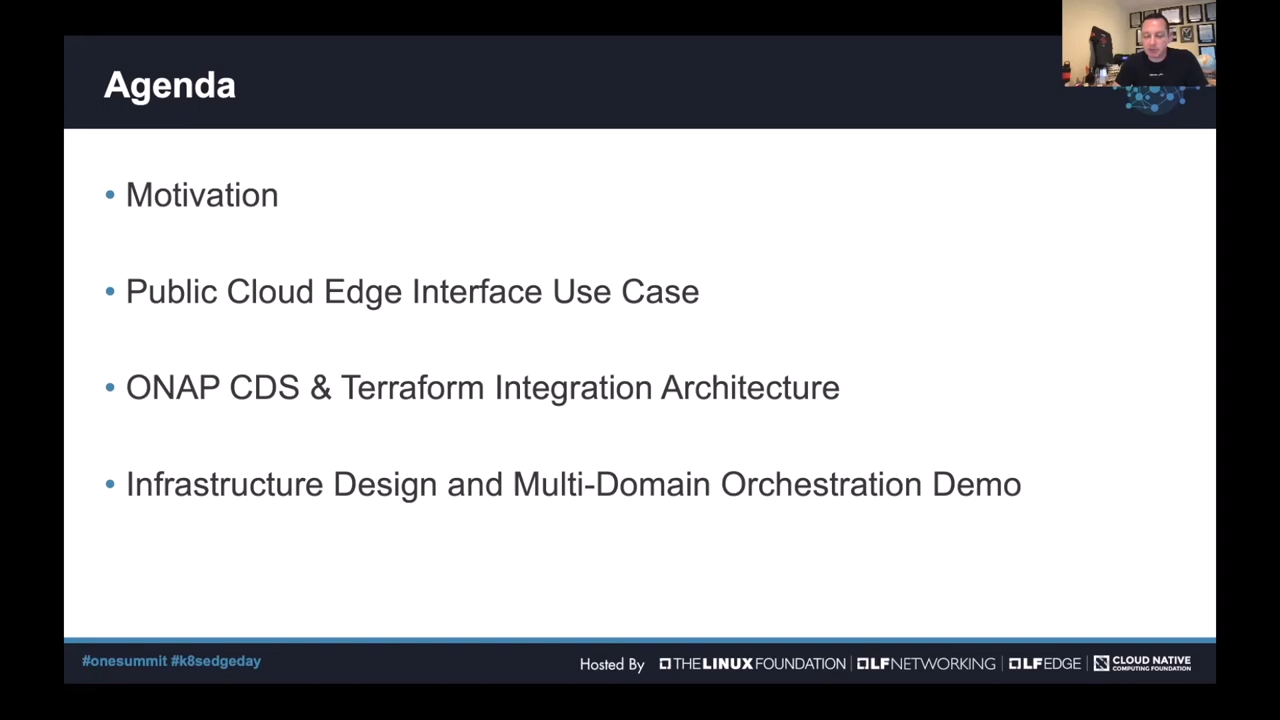 Agenda
• Motivation
• Public Cloud Edge Interface Use Case
• ONAP CDS & Terraform Integration Architecture
• Infrastructure Design and Multi-Domain Orchestration Demo
#onesummit #k8sedgeday
Hosted By THE LINUX FOUNDATION | LF NETWORKING | LF EDGE | CLOUD NATIVE COMPUTING FOUNDATION